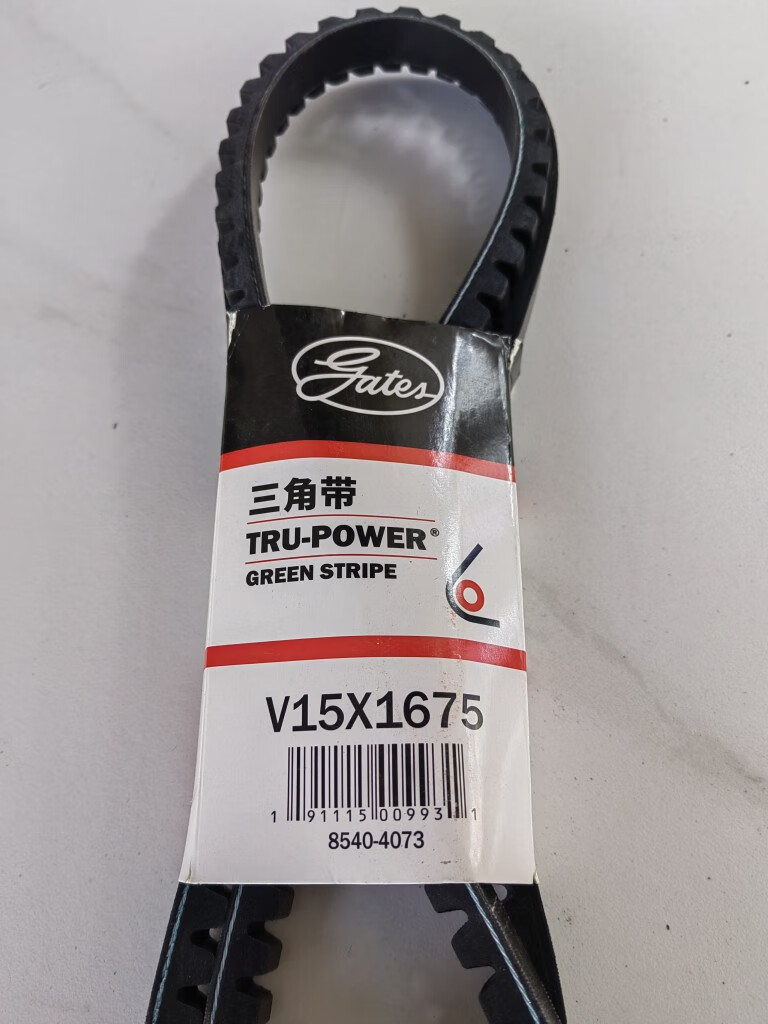 Gates
三角带
TRU-POWER®
GREEN STRIPE
V15X1675
1 91115 00993 1
8540-4073